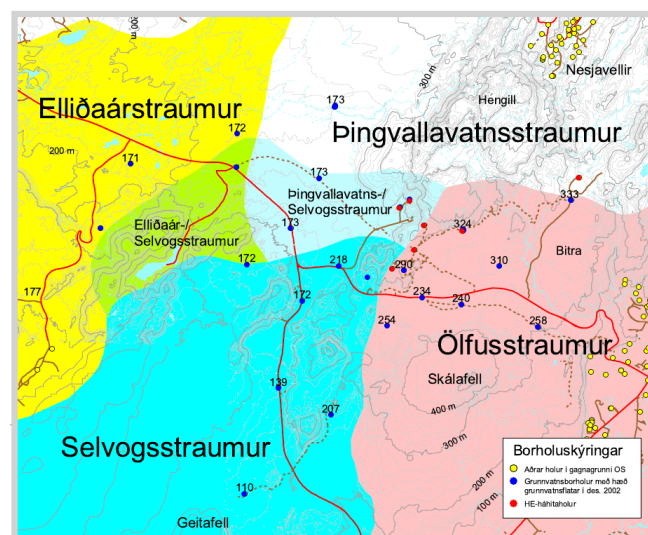 300 m
Nesjavellir
300 m
Hengill
173
Elliðaárstraumur
172
Þingvallavatnsstraumur
200 m
171
173
Þingvallavatns-/
Selvogsstraumur
333
Elliðaár-/
Selvogsstraumur
173
324
Bitra
172
218
290
310
177
172
234
240
254
258
Ölfusstraumur
Skálafell
139
400 m
207
300 m
Selvogsstraumur
200 m
100 m
110
Geitafell
Borholuskýringar
Aðrar holur í gagnagrunni OS
Grunnvatnsborholur með hæð
grunnvatnsflatar í des. 2002
HE-háhitaholur